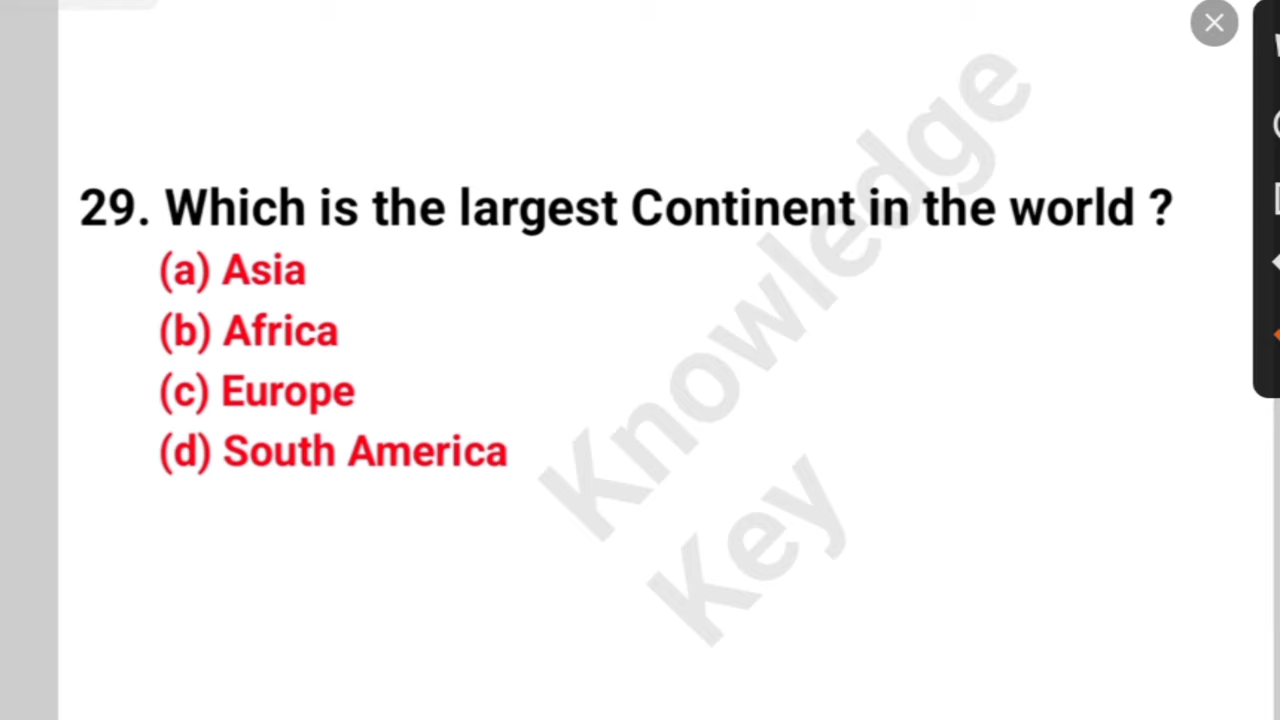 29. Which is the largest Continent in the world ?
(a) Asia
(b) Africa
(c) Europe
(d) South America
Knowledge
Key